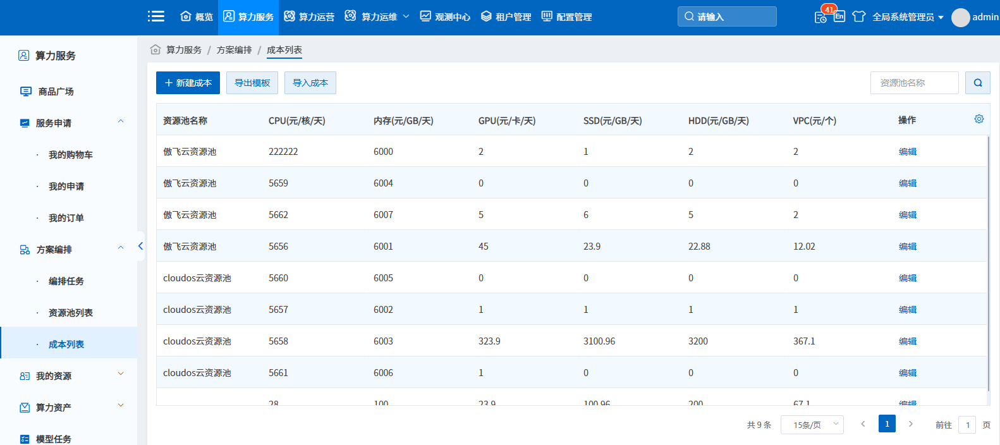 概览 算力服务 算力运营 算力运维 观测中心 租户管理 配置管理 请输入 41 En 全局系统管理员 admin
算力服务
商品广场
服务申请
· 我的购物车
· 我的申请
· 我的订单
方案编排
· 编排任务
· 资源池列表
· 成本列表
我的资源
算力资产
模型任务
算力服务 / 方案编排 / 成本列表
+ 新建成本 导出模板 导入成本 资源池名称
资源池名称 CPU(元/核/天) 内存(元/GB/天) GPU(元/卡/天) SSD(元/GB/天) HDD(元/GB/天) VPC(元/个) 操作
傲飞云资源池 222222 6000 2 1 2 2 编辑
傲飞云资源池 5659 6004 0 0 0 0 编辑
傲飞云资源池 5662 6007 5 6 5 2 编辑
傲飞云资源池 5656 6001 45 23.9 22.88 12.02 编辑
cloudos云资源池 5660 6005 0 0 0 0 编辑
cloudos云资源池 5657 6002 1 1 1 1 编辑
cloudos云资源池 5658 6003 323.9 3100.96 3200 367.1 编辑
cloudos云资源池 5661 6006 1 0 0 0 编辑
28 100 23.9 100.96 200 67.1 编辑
共 9 条 15条/页 1 前往 1 页